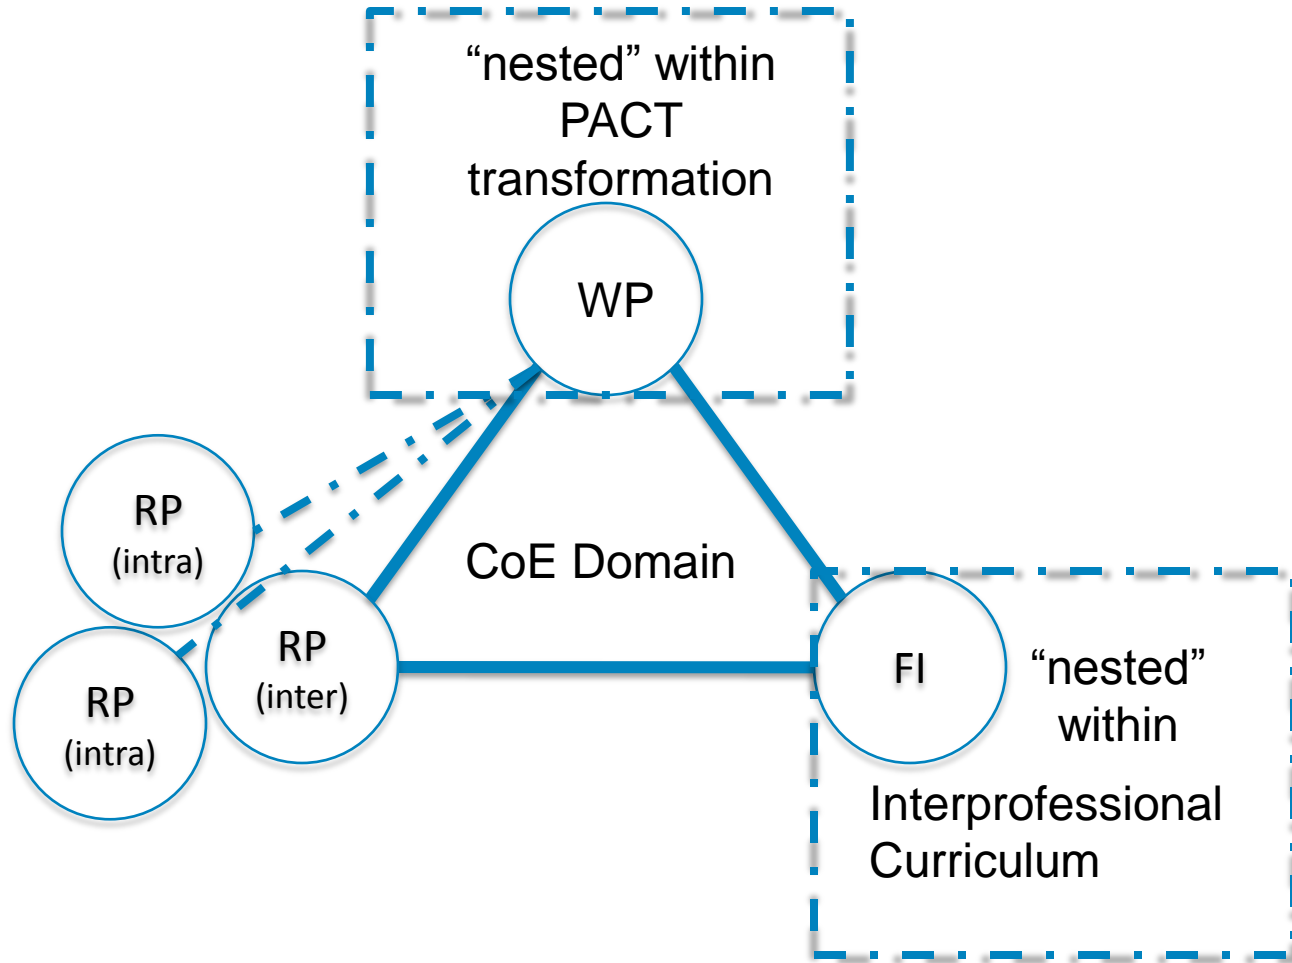 “nested” within
PACT
transformation
WP
RP
(intra)
CoE Domain
RP
(inter)
RP
(intra)
FI
“nested”
within
Interprofessional
Curriculum